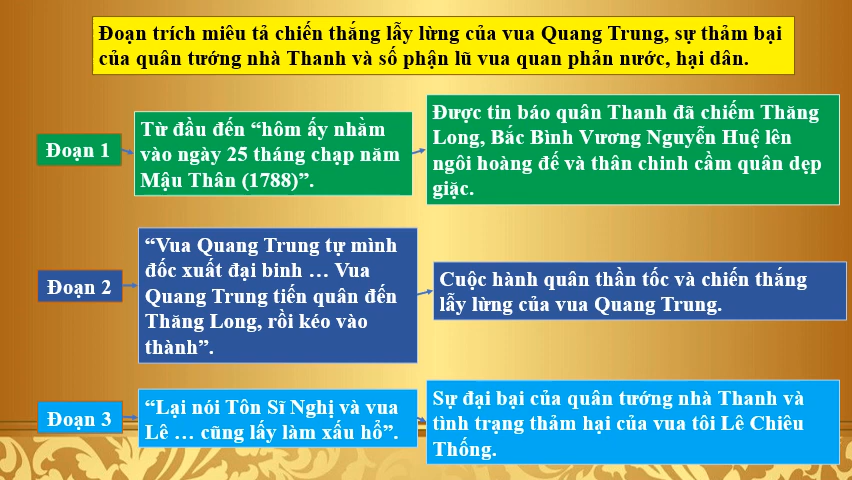 Đoạn trích miêu tả chiến thắng lẫy lừng của vua Quang Trung, sự thảm bại
của quân tướng nhà Thanh và số phận lũ vua quan phản nước, hại dân.
Đoạn 1
Từ đầu đến “hôm ấy nhằm
vào ngày 25 tháng chạp năm
Mậu Thân (1788)”.
Được tin báo quân Thanh đã chiếm Thăng
Long, Bắc Bình Vương Nguyễn Huệ lên
ngôi hoàng đế và thân chinh cầm quân dẹp
giặc.
Đoạn 2
“Vua Quang Trung tự mình
đốc xuất đại binh … Vua
Quang Trung tiến quân đến
Thăng Long, rồi kéo vào
thành”.
Cuộc hành quân thần tốc và chiến thắng
lẫy lừng của vua Quang Trung.
Đoạn 3
“Lại nói Tôn Sĩ Nghị và vua
Lê … cũng lấy làm xấu hổ”.
Sự đại bại của quân tướng nhà Thanh và
tình trạng thảm hại của vua tôi Lê Chiêu
Thống.